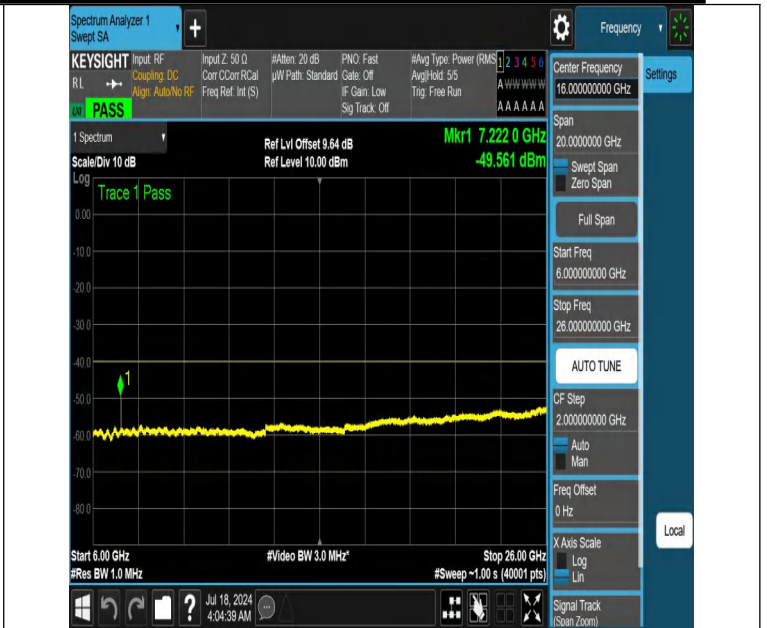 Spectrum Analyzer 1
Swept SA
+
Frequency
KEYSIGHT
RL
PASS
Input: RF
Coupling: DC
Align: Auto/No RF
Input Z: 50 Ω
Corr CCorr RCal
Freq Ref: Int (S)
#Atten: 20 dB
µW Path: Standard
PNO: Fast
Gate: Off
IF Gain: Low
Sig Track: Off
#Avg Type: Power (RMS
Avg|Hold: 5/5
Trig: Free Run
1 2 3 4 5 6
A W W W W W
A A A A A A
1 Spectrum
Scale/Div 10 dB
Ref Lvl Offset 9.64 dB
Ref Level 10.00 dBm
Mkr1 7.222 0 GHz
-49.561 dBm
Log
Trace 1 Pass
0.00
-10.0
-20.0
-30.0
-40.0
1
-50.0
-60.0
-70.0
-80.0
Start 6.00 GHz
#Res BW 1.0 MHz
#Video BW 3.0 MHz*
Stop 26.00 GHz
#Sweep ~1.00 s (40001 pts)
?
Jul 18, 2024
4:04:39 AM
Center Frequency
16.000000000 GHz
Settings
Span
20.0000000 GHz
Swept Span
Zero Span
Full Span
Start Freq
6.000000000 GHz
Stop Freq
26.000000000 GHz
AUTO TUNE
CF Step
2.000000000 GHz
Auto
Man
Freq Offset
0 Hz
X Axis Scale
Log
Lin
Local
Signal Track
(Span Zoom)